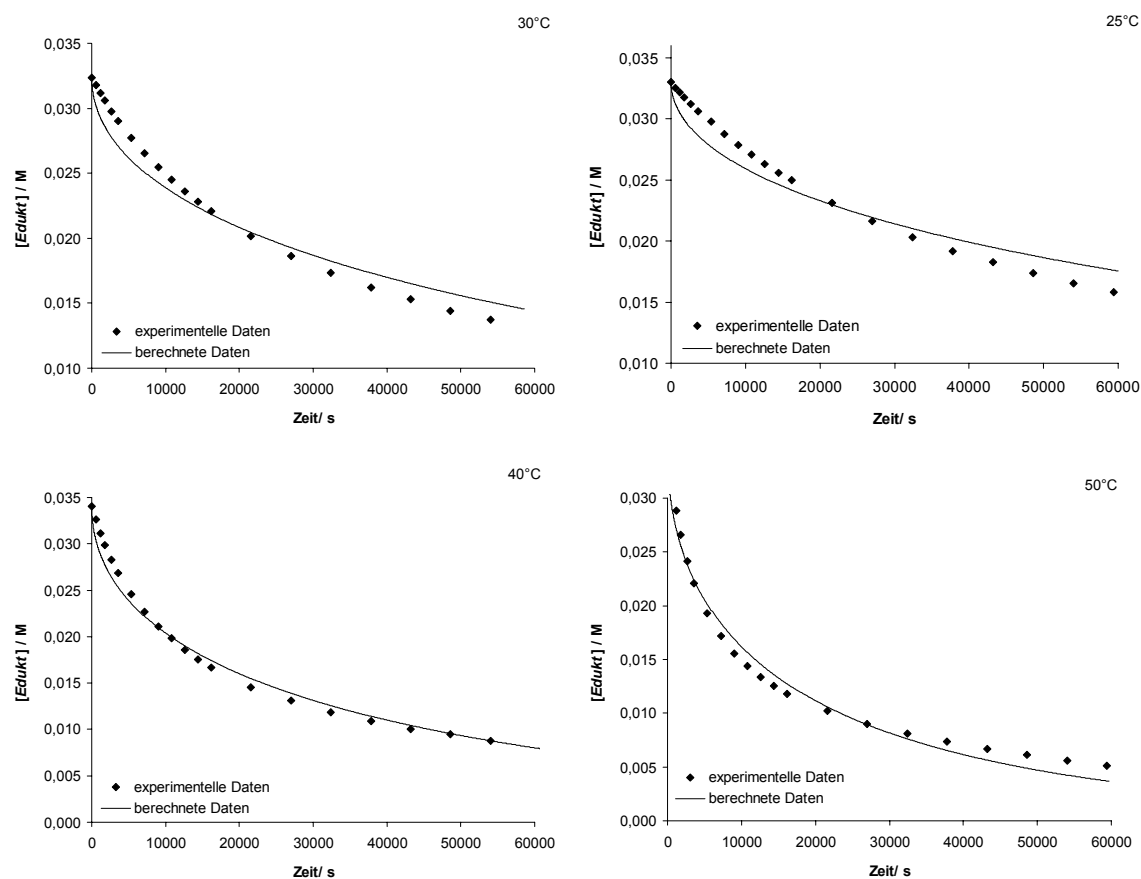 30°C
0,035
0,030
0,025
0,020
0,015
0,010
[Edukt] / M
experimentelle Daten
berechnete Daten
0 10000 20000 30000 40000 50000 60000
Zeit/ s
25°C
0,035
0,030
0,025
0,020
0,015
0,010
[Edukt] / M
experimentelle Daten
berechnete Daten
0 10000 20000 30000 40000 50000 60000
Zeit/ s
40°C
0,035
0,030
0,025
0,020
0,015
0,010
0,005
0,000
[Edukt] / M
experimentelle Daten
berechnete Daten
0 10000 20000 30000 40000 50000 60000
Zeit/ s
50°C
0,030
0,025
0,020
0,015
0,010
0,005
0,000
[Edukt] / M
experimentelle Daten
berechnete Daten
0 10000 20000 30000 40000 50000 60000
Zeit/ s